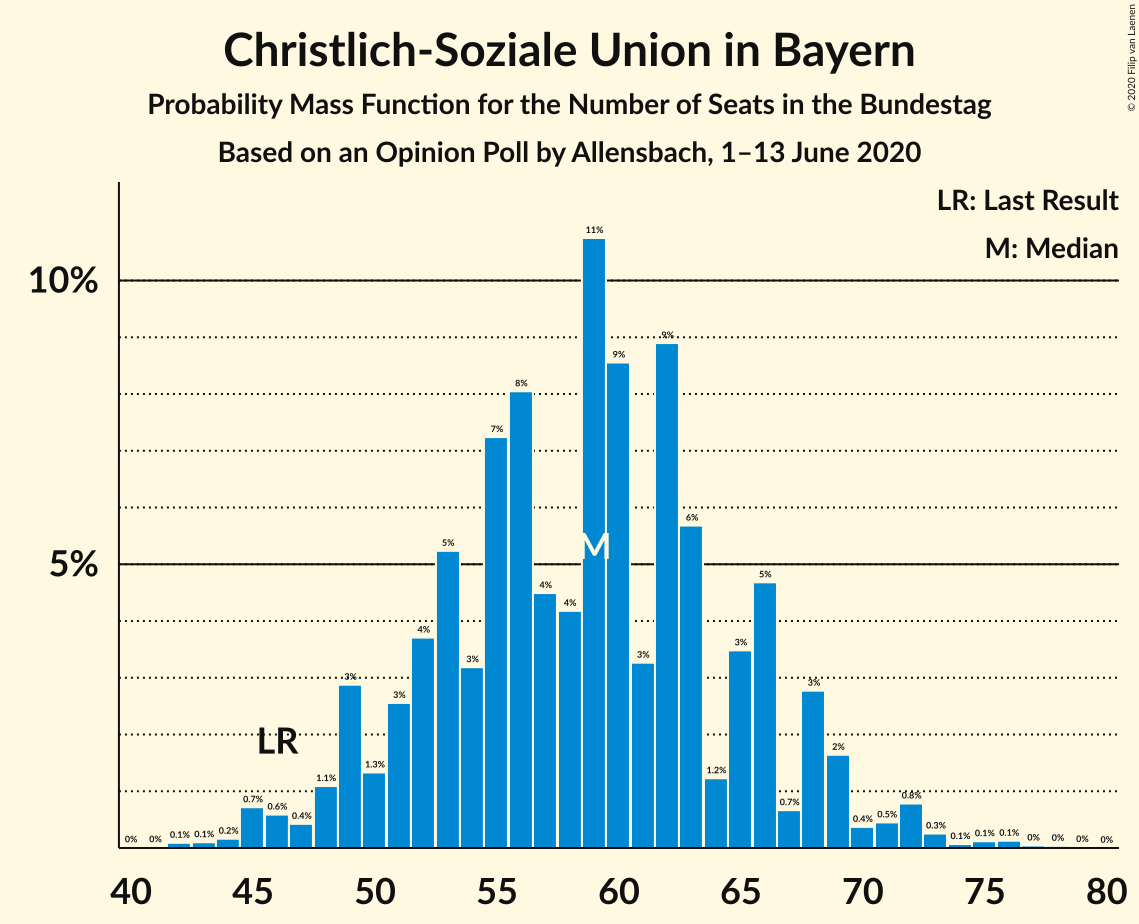 Christlich-Soziale Union in Bayern
Probability Mass Function for the Number of Seats in the Bundestag
Based on an Opinion Poll by Allensbach, 1–13 June 2020
© 2020 Filip van Laenen
LR: Last Result
M: Median
10%
5%
0% 0% 0.1% 0.1% 0.2% 0.7% 0.6% 0.4% 1.1% 3% 1.3% 3% 4% 5% 3% 7% 8% 4% 4% 11% 9% 3% 9% 6% 1.2% 3% 5% 0.7% 3% 2% 0.4% 0.5% 0.8% 0.3% 0.1% 0.1% 0.1% 0% 0% 0% 0%
LR
M
40 45 50 55 60 65 70 75 80